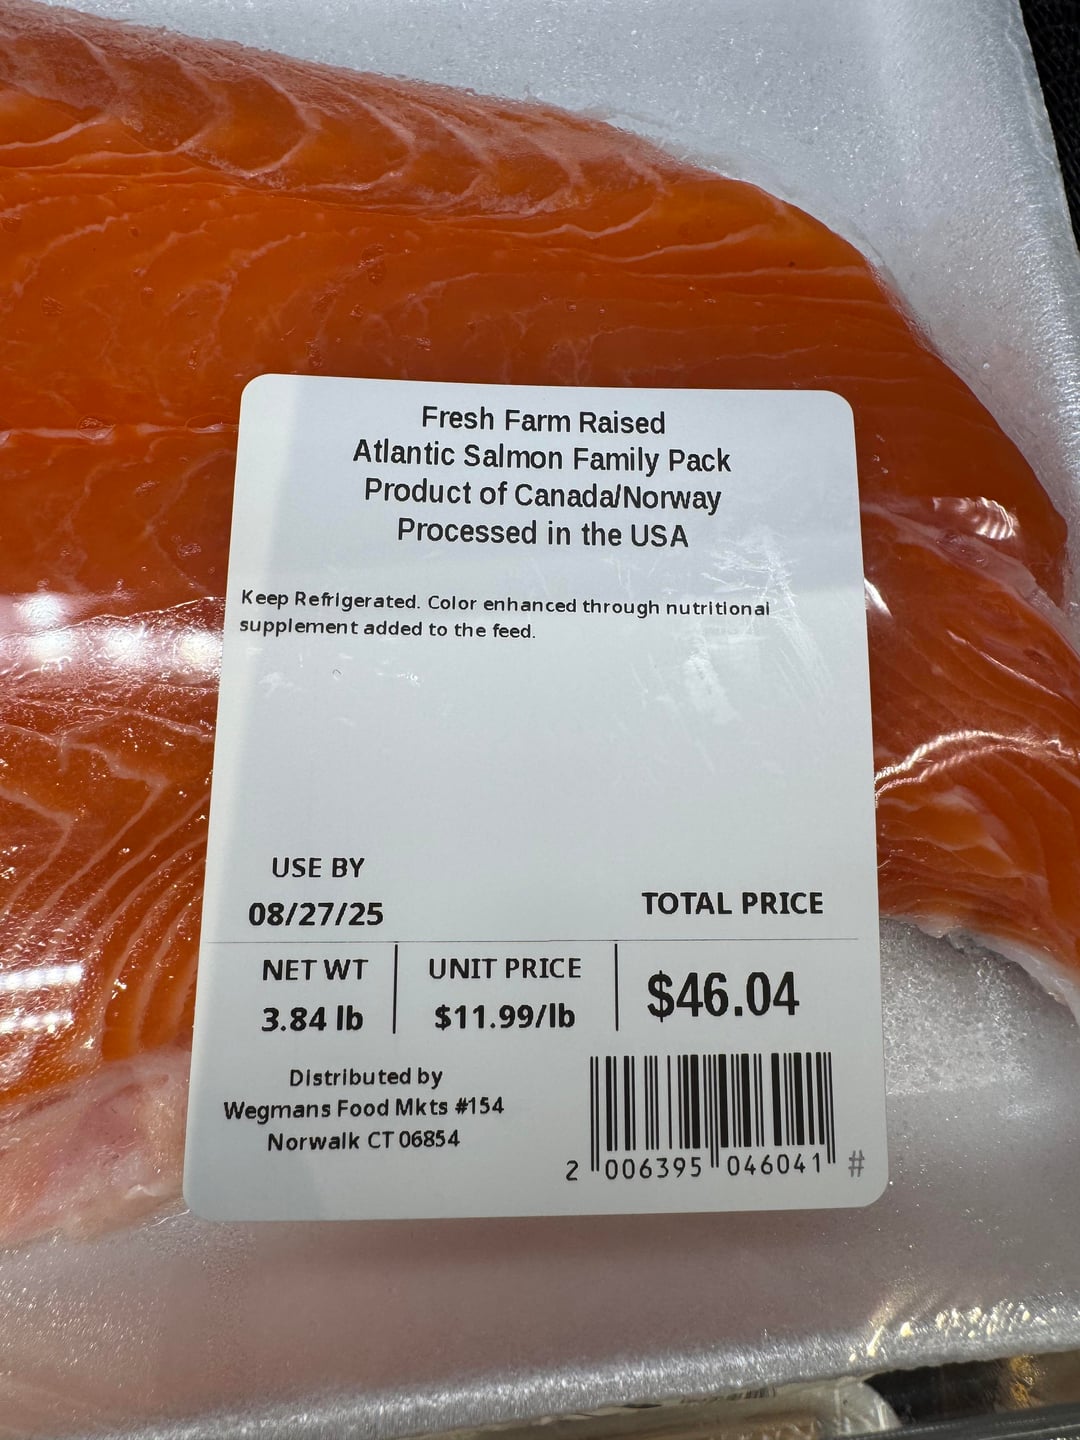 Fresh Farm Raised
Atlantic Salmon Family Pack
Product of Canada/Norway
Processed in the USA
Keep Refrigerated. Color enhanced through nutritional
supplement added to the feed.
USE BY
08/27/25
TOTAL PRICE
NET WT
3.84 lb
UNIT PRICE
$11.99/lb
$46.04
Distributed by
Wegmans Food Mkts #154
Norwalk CT 06854
2 006395 046041 #